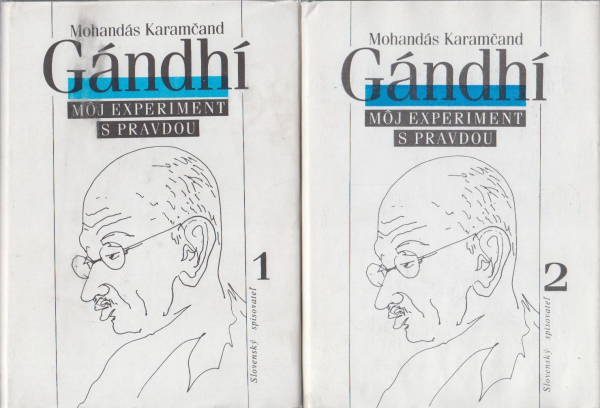 Mohandás Karamčand
Gándhí
MÔJ EXPERIMENT
S PRAVDOU
1
Slovenský spisovateľ
Mohandás Karamčand
Gándhí
MÔJ EXPERIMENT
S PRAVDOU
2
Slovenský spisovateľ